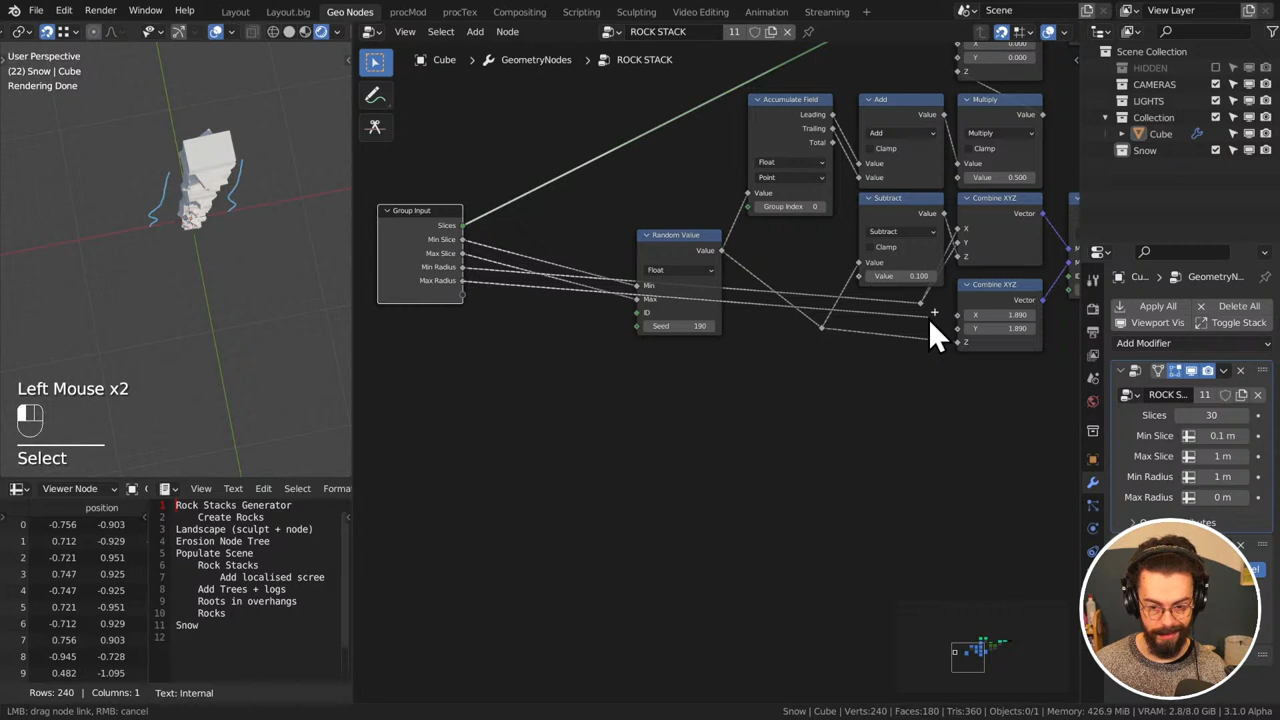 File Edit Render Window Help Layout Layout.big Geo Nodes procMod procTex Compositing Scripting Sculpting Video Editing Animation Streaming + Scene View Layer
View Select Add Node ROCK STACK 11
User Perspective
(22) Snow | Cube
Rendering Done
Cube GeometryNodes ROCK STACK
Scene Collection
HIDDEN
CAMERAS
LIGHTS
Collection
Cube
Snow
X 0.000
Y 0.000
Z
Accumulate Field
Leading
Trailing
Total
Float
Point
Value
Group Index 0
Add
Value
Add
Clamp
Value
Value
Multiply
Value
Multiply
Clamp
Value
Value 0.500
Group Input
Slices
Min Slice
Max Slice
Min Radius
Max Radius
Random Value
Value
Float
Min
Max
ID
Seed 190
Subtract
Value
Subtract
Clamp
Value
Value 0.100
Combine XYZ
Vector
X
Y
Z
Combine XYZ
Vector
X 1.890
Y 1.890
Z
Cu... GeometryN...
Apply All Delete All
Viewport Vis Toggle Stack
Add Modifier
ROCK S... 11
Slices 30
Min Slice 0.1 m
Max Slice 1 m
Min Radius 1 m
Max Radius 0 m
Left Mouse x2
Select
Viewer Node View Text Edit Select Format
position
0 -0.756 -0.903
1 0.712 -0.929
2 -0.721 0.951
3 0.747 0.925
4 -0.747 0.925
5 0.721 -0.951
6 -0.712 0.929
7 0.756 0.903
8 -0.945 -0.728
9 0.482 -1.095
1 Rock Stacks Generator
2 Create Rocks
3 Landscape (sculpt + node)
4 Erosion Node Tree
5 Populate Scene
6 Rock Stacks
7 Add localised scree
8 Add Trees + logs
9 Roots in overhangs
10 Rocks
11 Snow
12
Rows: 240 | Columns: 1 Text: Internal
LMB: drag node link, RMB: cancel
Snow | Cube | Verts:240 | Faces:180 | Tris:360 | Objects:0/1 | Memory: 426.9 MiB | VRAM: 2.8/8.0 GiB | 3.1.0 Alpha